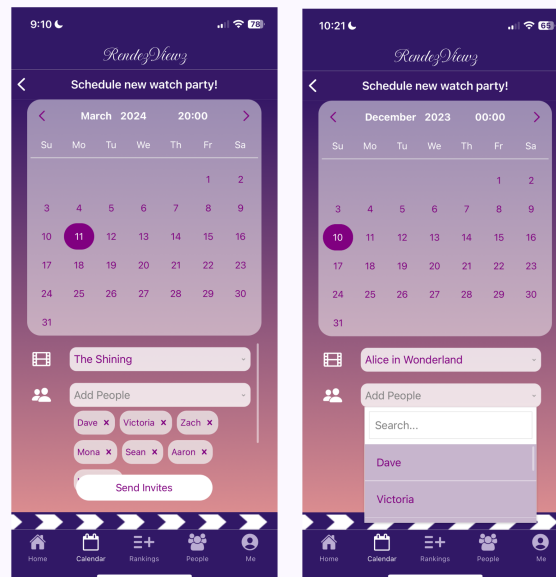 9:10
78
RendezViewz
Schedule new watch party!
March 2024 20:00
Su Mo Tu We Th Fr Sa
1 2
3 4 5 6 7 8 9
10 11 12 13 14 15 16
17 18 19 20 21 22 23
24 25 26 27 28 29 30
31
The Shining
Add People
Dave × Victoria × Zach ×
Mona × Sean × Aaron ×
Send Invites
Home Calendar Rankings People Me
10:21
RendezViewz
Schedule new watch party!
December 2023 00:00
Su Mo Tu We Th Fr Sa
1 2
3 4 5 6 7 8 9
10 11 12 13 14 15 16
17 18 19 20 21 22 23
24 25 26 27 28 29 30
31
Alice in Wonderland
Add People
Search...
Dave
Victoria
Home Calendar Rankings People Me